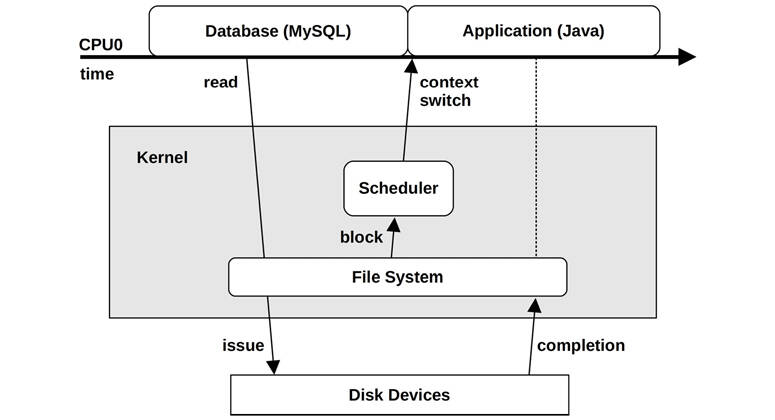 Database (MySQL)
Application (Java)
CPU0
time
read
context
switch
Kernel
Scheduler
block
File System
issue
completion
Disk Devices